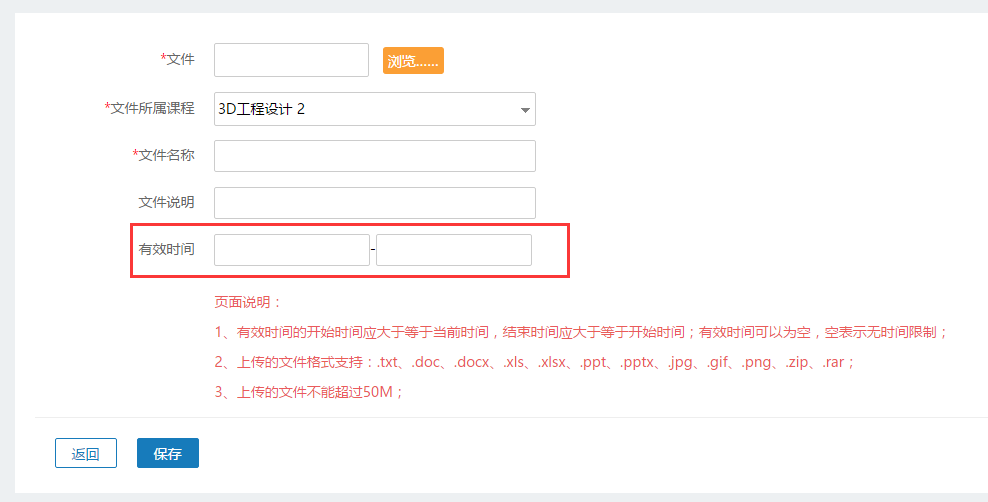 *文件 浏览......
*文件所属课程 3D工程设计 2
*文件名称
文件说明
有效时间 -
页面说明：
1、有效时间的开始时间应大于等于当前时间，结束时间应大于等于开始时间；有效时间可以为空，空表示无时间限制；
2、上传的文件格式支持：.txt、.doc、.docx、.xls、.xlsx、.ppt、.pptx、.jpg、.gif、.png、.zip、.rar；
3、上传的文件不能超过50M；
返回 保存